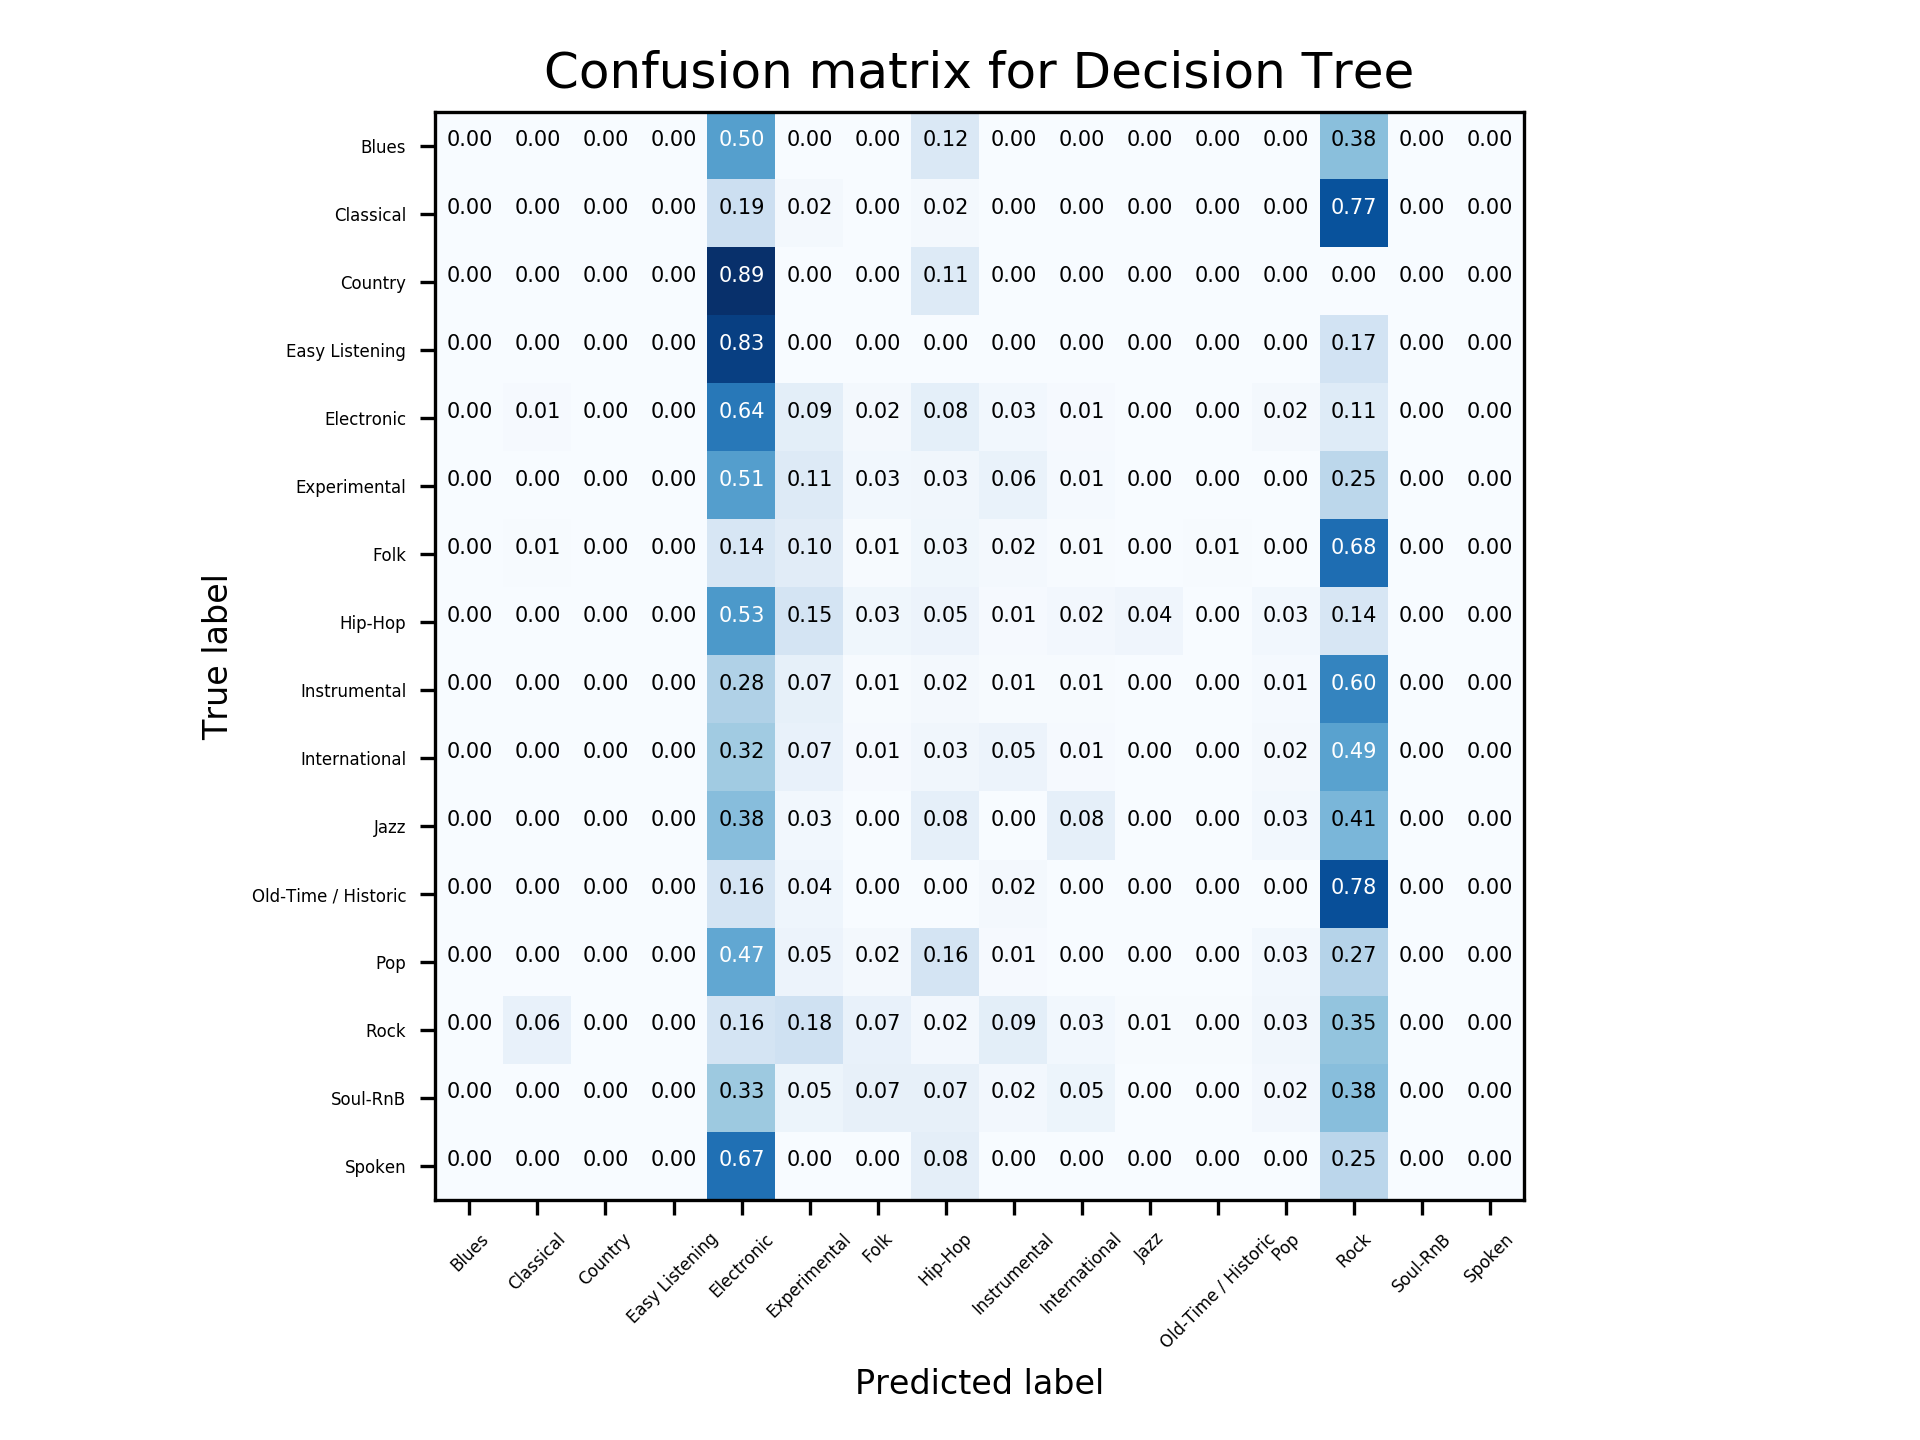 Confusion matrix for Decision Tree
Blues 0.00 0.00 0.00 0.00 0.50 0.00 0.00 0.12 0.00 0.00 0.00 0.00 0.00 0.38 0.00 0.00
Classical 0.00 0.00 0.00 0.00 0.19 0.02 0.00 0.02 0.00 0.00 0.00 0.00 0.00 0.77 0.00 0.00
Country 0.00 0.00 0.00 0.00 0.89 0.00 0.00 0.11 0.00 0.00 0.00 0.00 0.00 0.00 0.00 0.00
Easy Listening 0.00 0.00 0.00 0.00 0.83 0.00 0.00 0.00 0.00 0.00 0.00 0.00 0.00 0.17 0.00 0.00
Electronic 0.00 0.01 0.00 0.00 0.64 0.09 0.02 0.08 0.03 0.01 0.00 0.00 0.02 0.11 0.00 0.00
Experimental 0.00 0.00 0.00 0.00 0.51 0.11 0.03 0.03 0.06 0.01 0.00 0.00 0.00 0.25 0.00 0.00
Folk 0.00 0.01 0.00 0.00 0.14 0.10 0.01 0.03 0.02 0.01 0.00 0.01 0.00 0.68 0.00 0.00
Hip-Hop 0.00 0.00 0.00 0.00 0.53 0.15 0.03 0.05 0.01 0.02 0.04 0.00 0.03 0.14 0.00 0.00
Instrumental 0.00 0.00 0.00 0.00 0.28 0.07 0.01 0.02 0.01 0.01 0.00 0.00 0.01 0.60 0.00 0.00
International 0.00 0.00 0.00 0.00 0.32 0.07 0.01 0.03 0.05 0.01 0.00 0.00 0.02 0.49 0.00 0.00
Jazz 0.00 0.00 0.00 0.00 0.38 0.03 0.00 0.08 0.00 0.08 0.00 0.00 0.03 0.41 0.00 0.00
Old-Time / Historic 0.00 0.00 0.00 0.00 0.16 0.04 0.00 0.00 0.02 0.00 0.00 0.00 0.00 0.78 0.00 0.00
Pop 0.00 0.00 0.00 0.00 0.47 0.05 0.02 0.16 0.01 0.00 0.00 0.00 0.03 0.27 0.00 0.00
Rock 0.00 0.06 0.00 0.00 0.16 0.18 0.07 0.02 0.09 0.03 0.01 0.00 0.03 0.35 0.00 0.00
Soul-RnB 0.00 0.00 0.00 0.00 0.33 0.05 0.07 0.07 0.02 0.05 0.00 0.00 0.02 0.38 0.00 0.00
Spoken 0.00 0.00 0.00 0.00 0.67 0.00 0.00 0.08 0.00 0.00 0.00 0.00 0.00 0.25 0.00 0.00
True label
Blues Classical Country Easy Listening Electronic Experimental Folk Hip-Hop Instrumental International Jazz Old-Time / Historic Pop Rock Soul-RnB Spoken
Predicted label